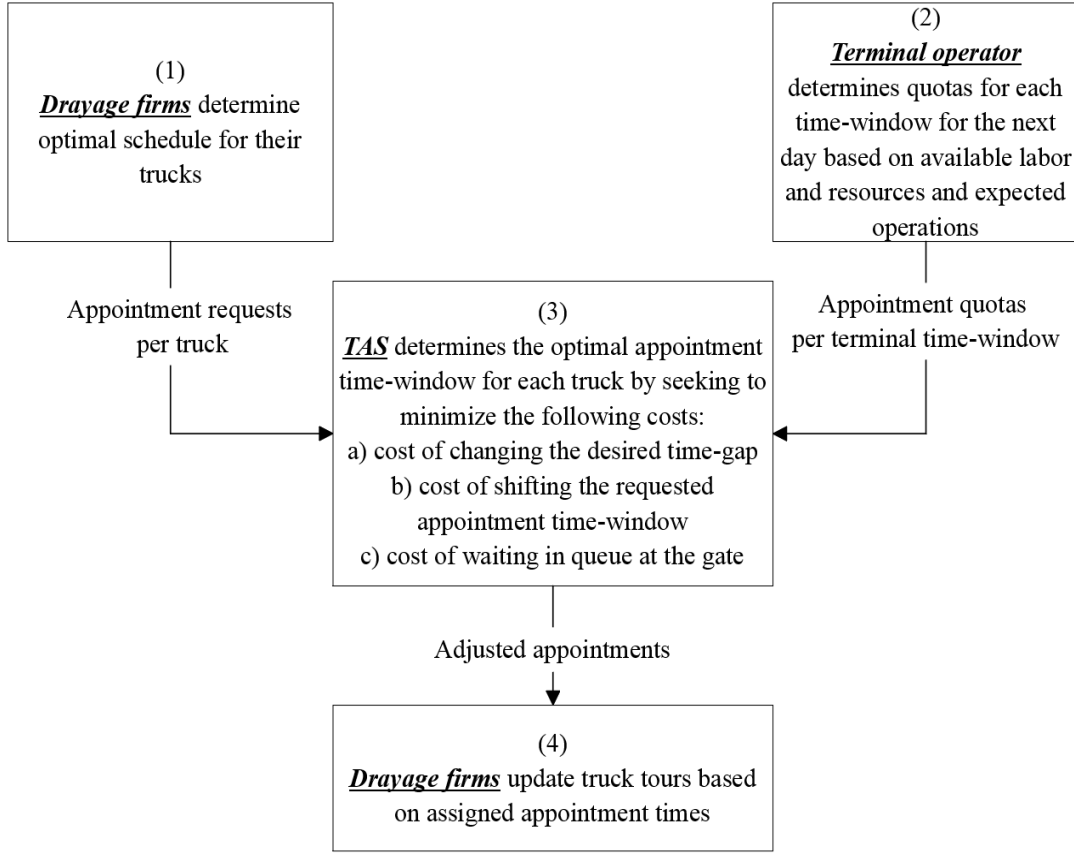 (1)
Drayage firms determine
optimal schedule for their
trucks
(2)
Terminal operator
determines quotas for each
time-window for the next
day based on available labor
and resources and expected
operations
Appointment requests
per truck
Appointment quotas
per terminal time-window
(3)
TAS determines the optimal appointment
time-window for each truck by seeking to
minimize the following costs:
a) cost of changing the desired time-gap
b) cost of shifting the requested
appointment time-window
c) cost of waiting in queue at the gate
Adjusted appointments
(4)
Drayage firms update truck tours based
on assigned appointment times